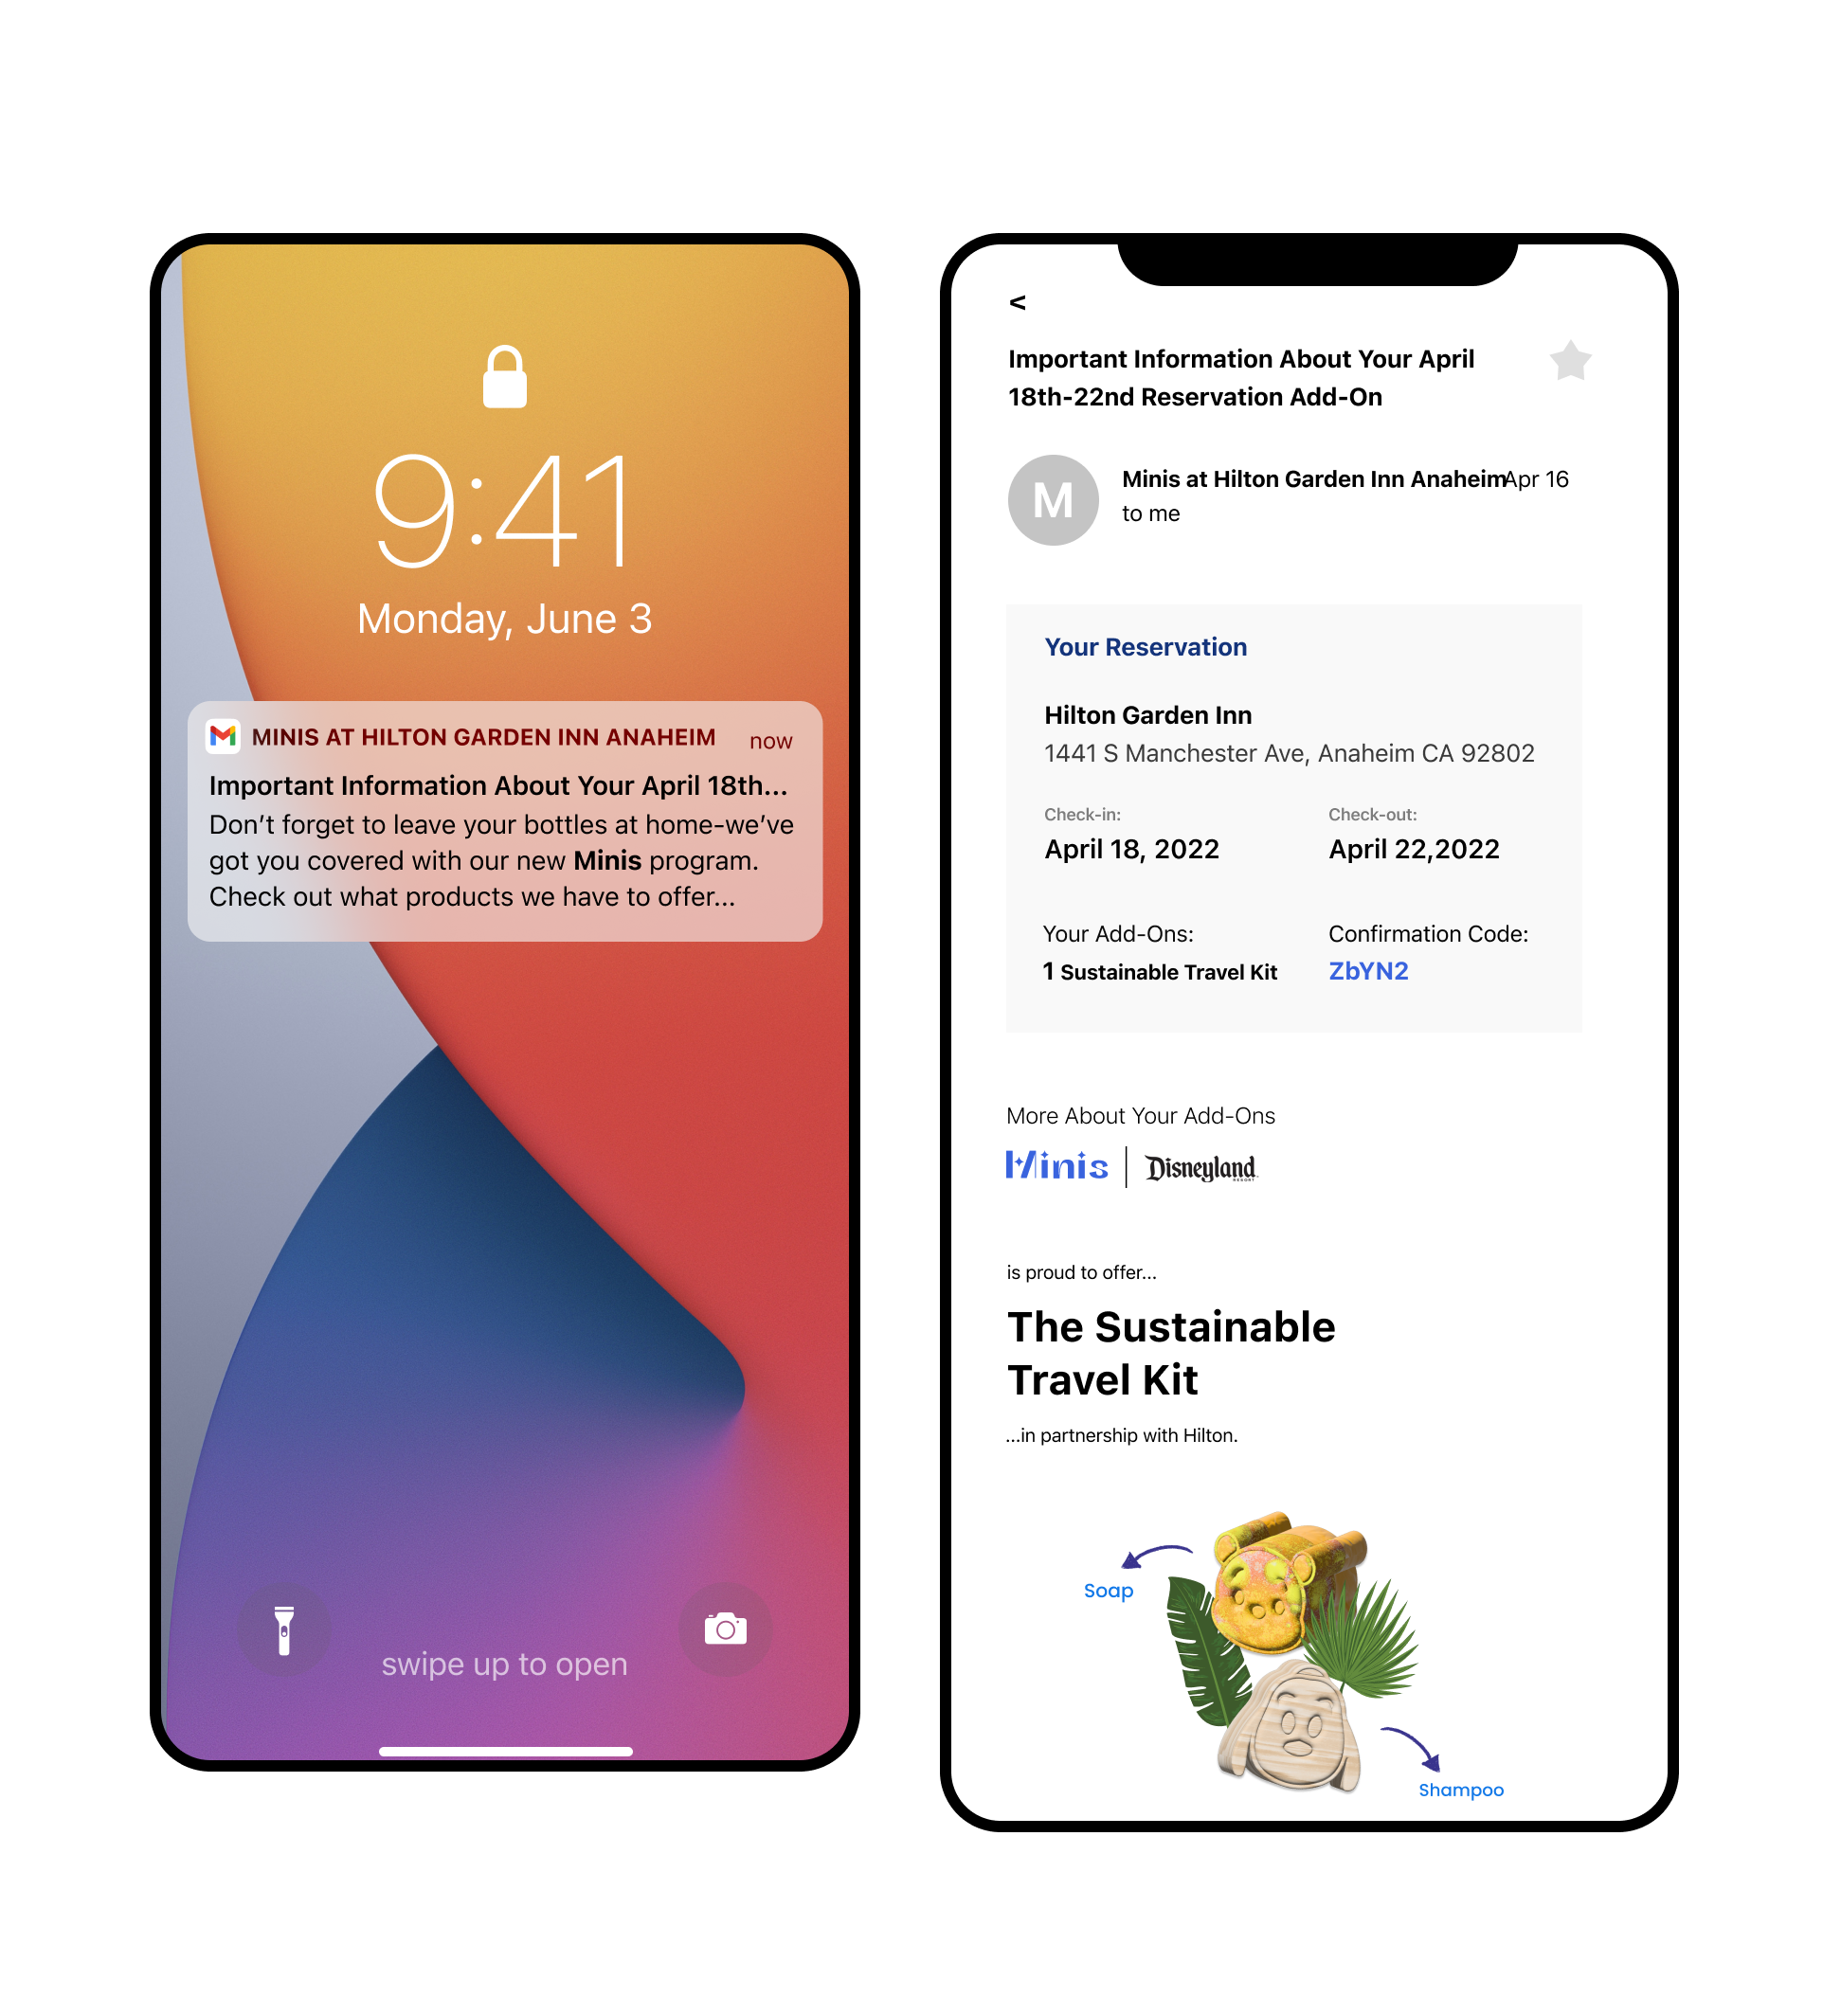 9:41
Monday, June 3
MINIS AT HILTON GARDEN INN ANAHEIM now
Important Information About Your April 18th...
Don’t forget to leave your bottles at home-we’ve
got you covered with our new Minis program.
Check out what products we have to offer...
swipe up to open
<
Important Information About Your April
18th-22nd Reservation Add-On
M
Minis at Hilton Garden Inn Anaheim Apr 16
to me
Your Reservation
Hilton Garden Inn
1441 S Manchester Ave, Anaheim CA 92802
Check-in: Check-out:
April 18, 2022 April 22,2022
Your Add-Ons: Confirmation Code:
1 Sustainable Travel Kit ZbYN2
More About Your Add-Ons
Minis | Disneyland
RESORT
is proud to offer...
The Sustainable
Travel Kit
...in partnership with Hilton.
Soap
Shampoo